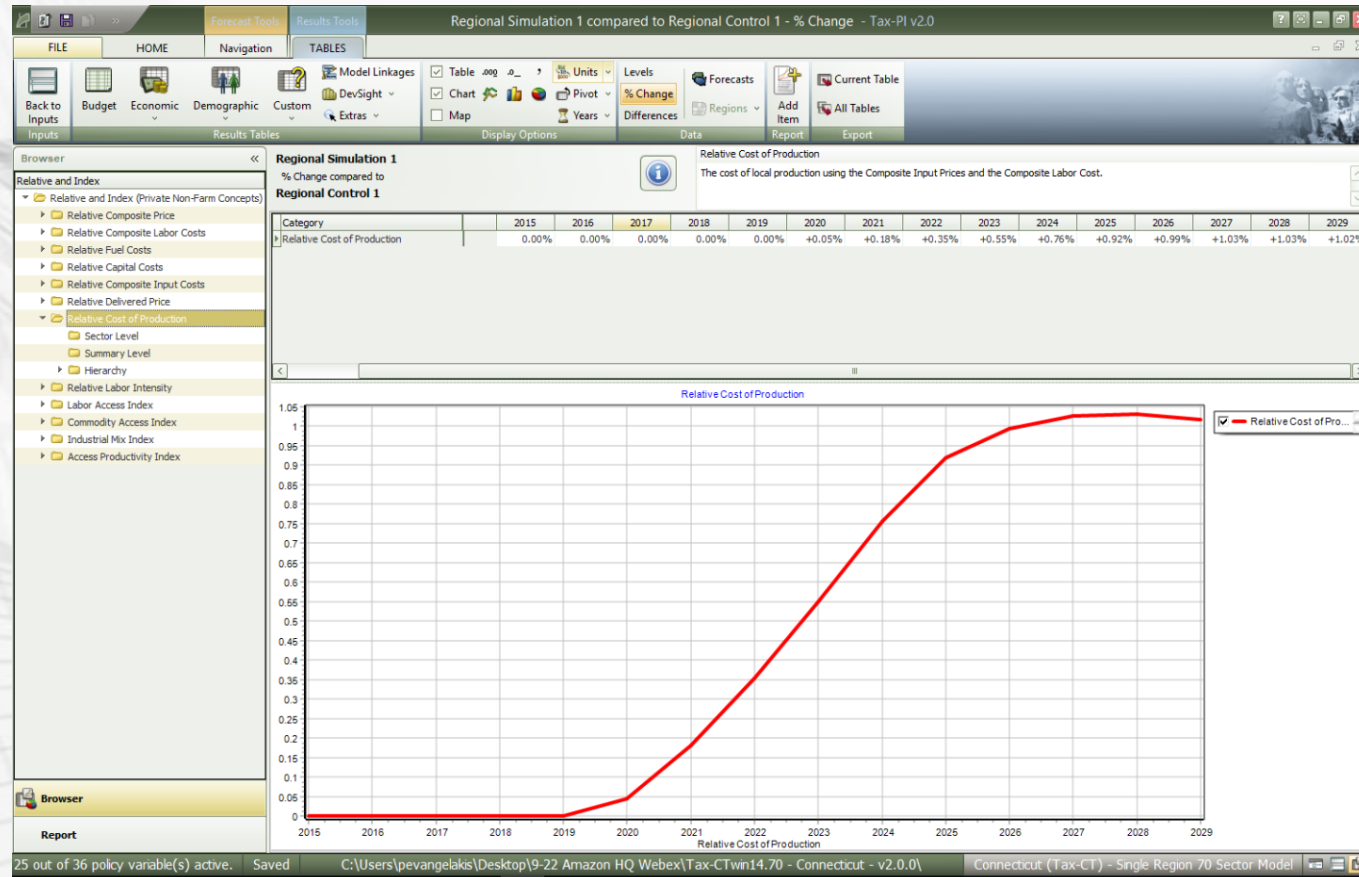 Forecast Tools Results Tools Regional Simulation 1 compared to Regional Control 1 - % Change - Tax-PI v2.0
FILE HOME Navigation TABLES
Back to Inputs
Budget
Economic
Demographic
Custom
Model Linkages
DevSight
Extras
Table
Chart
Map
Units
Pivot
Years
Levels
% Change
Differences
Forecasts
Regions
Add Item
Current Table
All Tables
Inputs Results Tables Display Options Data Report Export
Browser «
Relative and Index
Relative and Index (Private Non-Farm Concepts)
Relative Composite Price
Relative Composite Labor Costs
Relative Fuel Costs
Relative Capital Costs
Relative Composite Input Costs
Relative Delivered Price
Relative Cost of Production
Sector Level
Summary Level
Hierarchy
Relative Labor Intensity
Labor Access Index
Commodity Access Index
Industrial Mix Index
Access Productivity Index
Browser
Report
Regional Simulation 1
% Change compared to
Regional Control 1
Relative Cost of Production
The cost of local production using the Composite Input Prices and the Composite Labor Cost.
Category 2015 2016 2017 2018 2019 2020 2021 2022 2023 2024 2025 2026 2027 2028 2029
Relative Cost of Production 0.00% 0.00% 0.00% 0.00% 0.00% +0.05% +0.18% +0.35% +0.55% +0.76% +0.92% +0.99% +1.03% +1.03% +1.02%
Relative Cost of Production
1.05
1
0.95
0.9
0.85
0.8
0.75
0.7
0.65
0.6
0.55
0.5
0.45
0.4
0.35
0.3
0.25
0.2
0.15
0.1
0.05
0
2015 2016 2017 2018 2019 2020 2021 2022 2023 2024 2025 2026 2027 2028 2029
Relative Cost of Production
Relative Cost of Pro...
25 out of 36 policy variable(s) active. Saved C:\Users\pevangelakis\Desktop\9-22 Amazon HQ Webex\Tax-CTwin14.70 - Connecticut - v2.0.0\ Connecticut (Tax-CT) - Single Region 70 Sector Model